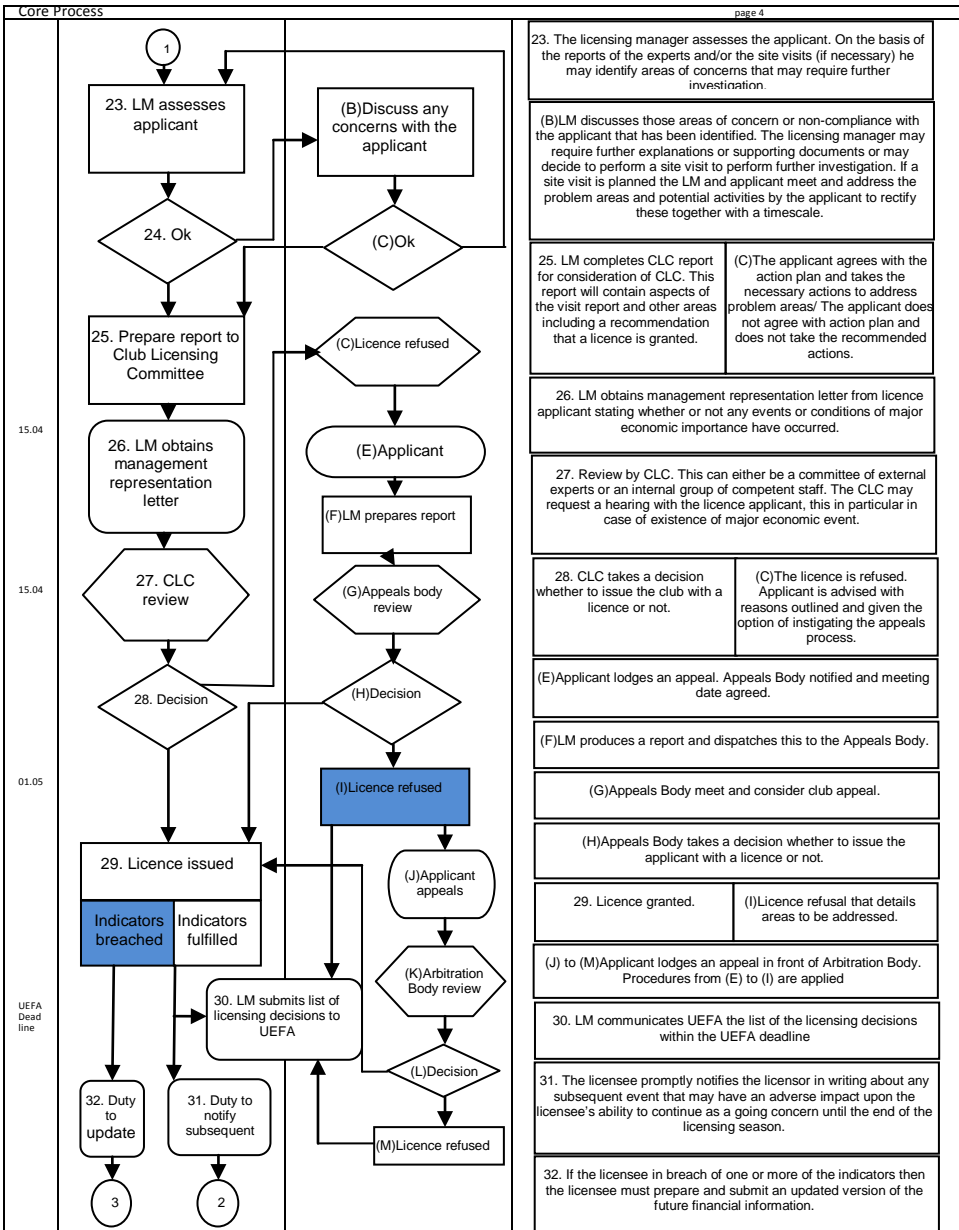 Core Process
page 4
1
23. LM assesses
applicant
(B)Discuss any
concerns with the
applicant
24. Ok
(C)Ok
25. Prepare report to
Club Licensing
Committee
(C)Licence refused
15.04
26. LM obtains
management
representation
letter
(E)Applicant
(F)LM prepares report
15.04
27. CLC
review
(G)Appeals body
review
28. Decision
(H)Decision
01.05
(I)Licence refused
29. Licence issued
Indicators
breached
Indicators
fulfilled
(J)Applicant
appeals
(K)Arbitration
Body review
UEFA
Dead
line
30. LM submits list of
licensing decisions to
UEFA
(L)Decision
32. Duty
to
update
31. Duty to
notify
subsequent
(M)Licence refused
3
2
23. The licensing manager assesses the applicant. On the basis of
the reports of the experts and/or the site visits (if necessary) he
may identify areas of concerns that may require further
investigation.
(B)LM discusses those areas of concern or non-compliance with
the applicant that has been identified. The licensing manager may
require further explanations or supporting documents or may
decide to perform a site visit to perform further investigation. If a
site visit is planned the LM and applicant meet and address the
problem areas and potential activities by the applicant to rectify
these together with a timescale.
25. LM completes CLC report
for consideration of CLC. This
report will contain aspects of
the visit report and other areas
including a recommendation
that a licence is granted.
(C)The applicant agrees with the
action plan and takes the
necessary actions to address
problem areas/ The applicant does
not agree with action plan and
does not take the recommended
actions.
26. LM obtains management representation letter from licence
applicant stating whether or not any events or conditions of major
economic importance have occurred.
27. Review by CLC. This can either be a committee of external
experts or an internal group of competent staff. The CLC may
request a hearing with the licence applicant, this in particular in
case of existence of major economic event.
28. CLC takes a decision
whether to issue the club with a
licence or not.
(C)The licence is refused.
Applicant is advised with
reasons outlined and given the
option of instigating the appeals
process.
(E)Applicant lodges an appeal. Appeals Body notified and meeting
date agreed.
(F)LM produces a report and dispatches this to the Appeals Body.
(G)Appeals Body meet and consider club appeal.
(H)Appeals Body takes a decision whether to issue the
applicant with a licence or not.
29. Licence granted.
(I)Licence refusal that details
areas to be addressed.
(J) to (M)Applicant lodges an appeal in front of Arbitration Body.
Procedures from (E) to (I) are applied
30. LM communicates UEFA the list of the licensing decisions
within the UEFA deadline
31. The licensee promptly notifies the licensor in writing about any
subsequent event that may have an adverse impact upon the
licensee's ability to continue as a going concern until the end of the
licensing season.
32. If the licensee in breach of one or more of the indicators then
the licensee must prepare and submit an updated version of the
future financial information.